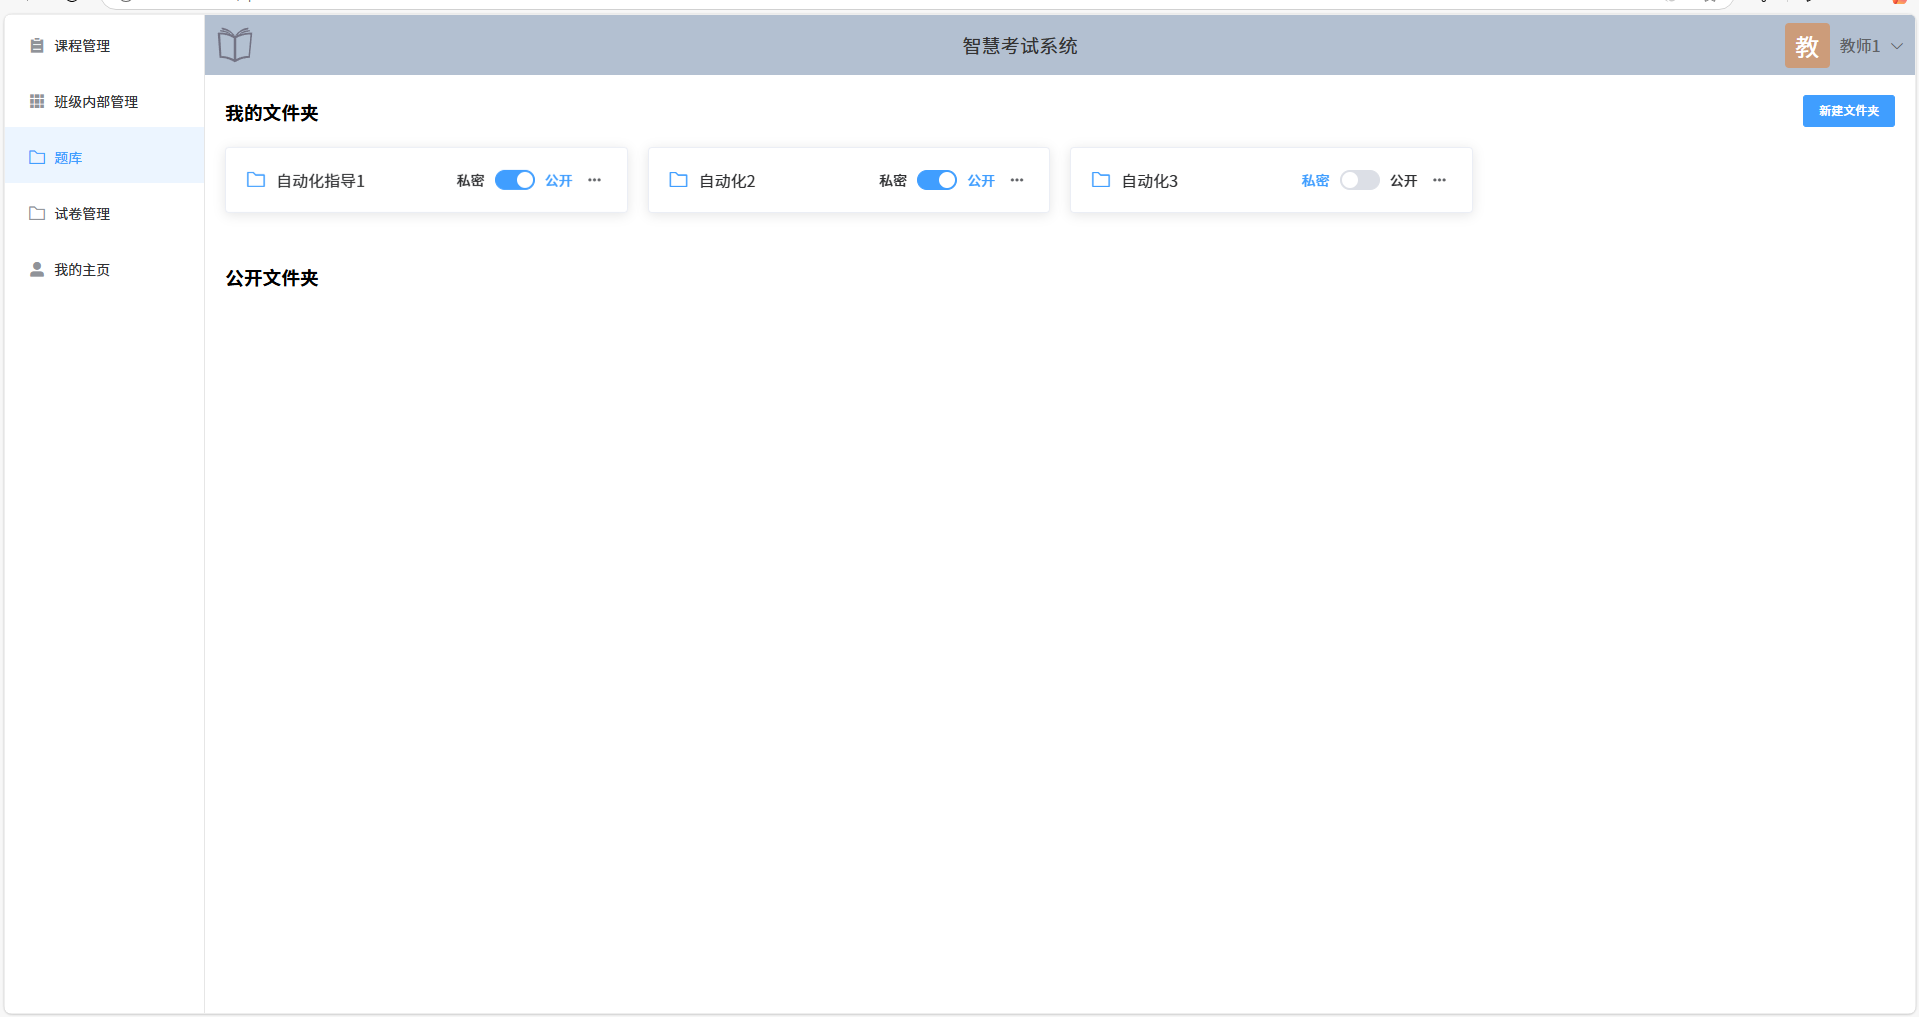 课程管理
班级内部管理
题库
试卷管理
我的主页
智慧考试系统
教 教师1
我的文件夹
新建文件夹
自动化指导1 私密 公开
自动化2 私密 公开
自动化3 私密 公开
公开文件夹